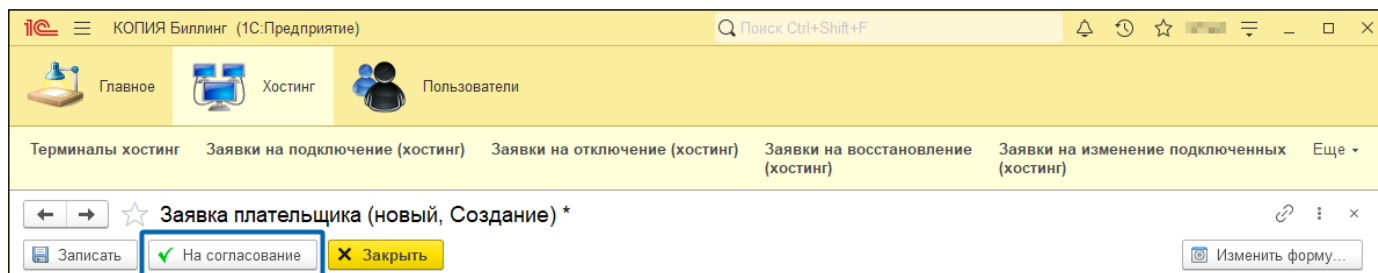 1С КОПИЯ Биллинг (1С:Предприятие) Поиск Ctrl+Shift+F
Главное Хостинг Пользователи
Терминалы хостинг Заявки на подключение (хостинг) Заявки на отключение (хостинг) Заявки на восстановление (хостинг) Заявки на изменение подключенных (хостинг) Еще
Заявка плательщика (новый, Создание) *
Записать На согласование Закрыть Изменить форму...